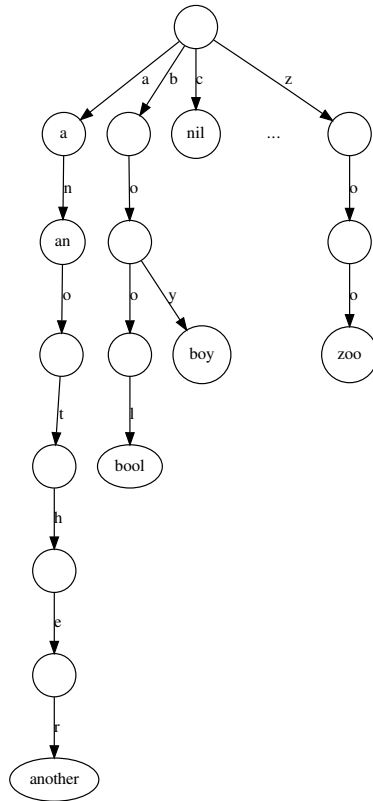 a b c z
a nil ...
n o o
an
o o y o
boy zoo
t l
bool
h
e
r
another